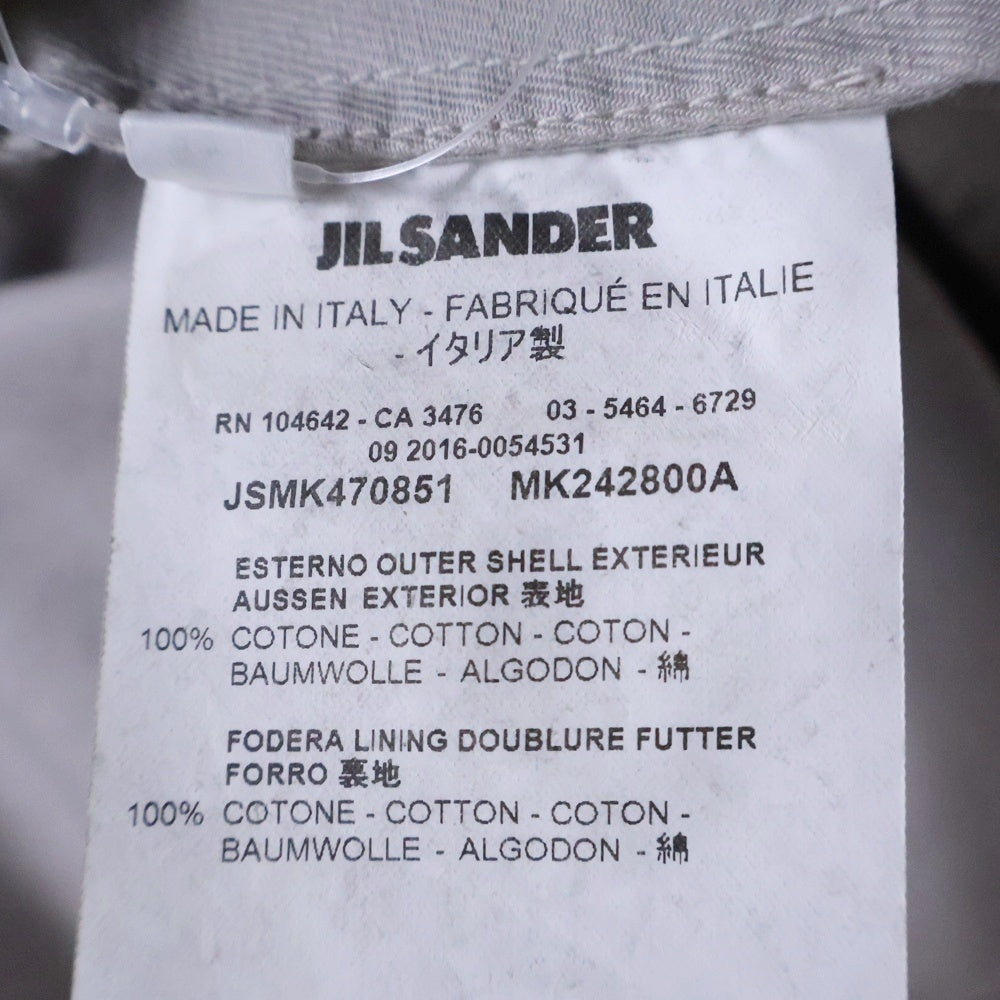 JIL SANDER
MADE IN ITALY - FABRIQUÉ EN ITALIE
- イタリア製
RN 104642 - CA 3476 03 - 5464 - 6729
09 2016-0054531
JSMK470851 MK242800A
ESTERNO OUTER SHELL EXTERIEUR
AUSSEN EXTERIOR 表地
100% COTONE - COTTON - COTON -
BAUMWOLLE - ALGODON - 綿
FODERA LINING DOUBLURE FUTTER
FORRO 裏地
100% COTONE - COTTON - COTON -
BAUMWOLLE - ALGODON - 綿